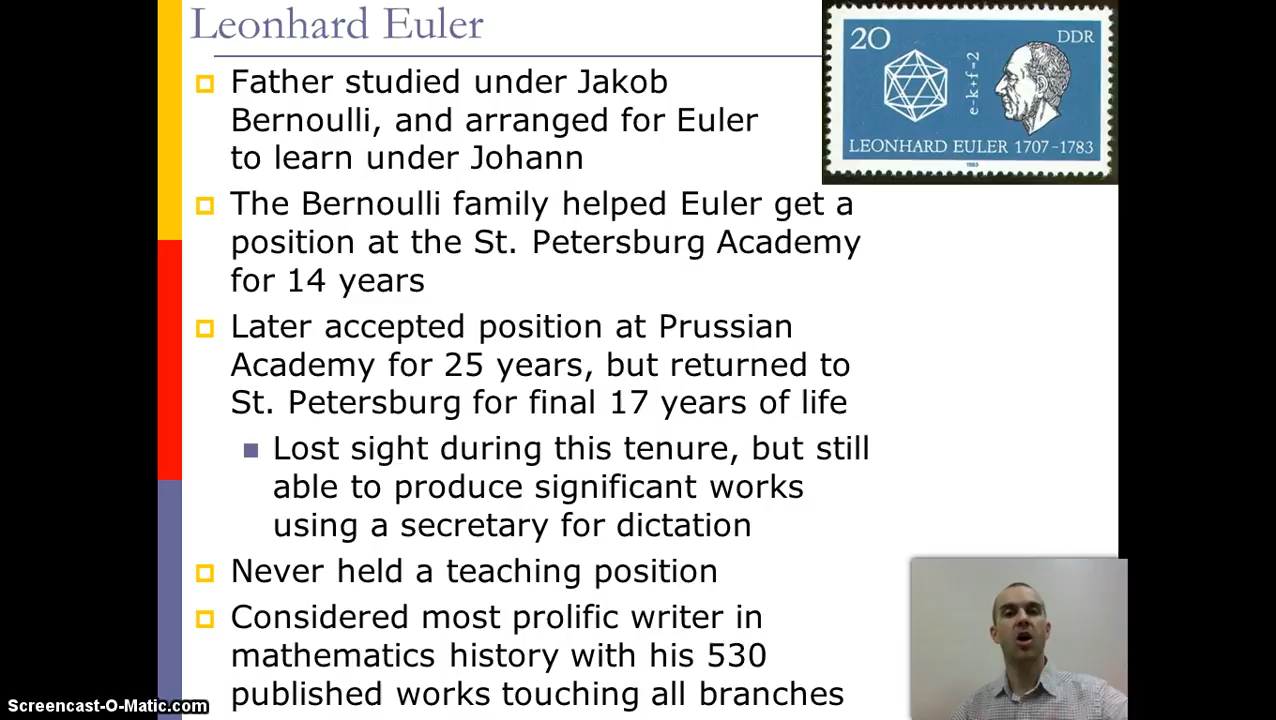 Leonhard Euler
20
DDR
e-k+f=2
LEONHARD EULER 1707-1783
1983
Father studied under Jakob
Bernoulli, and arranged for Euler
to learn under Johann
The Bernoulli family helped Euler get a
position at the St. Petersburg Academy
for 14 years
Later accepted position at Prussian
Academy for 25 years, but returned to
St. Petersburg for final 17 years of life
Lost sight during this tenure, but still
able to produce significant works
using a secretary for dictation
Never held a teaching position
Considered most prolific writer in
mathematics history with his 530
published works touching all branches
Screencast-O-Matic.com